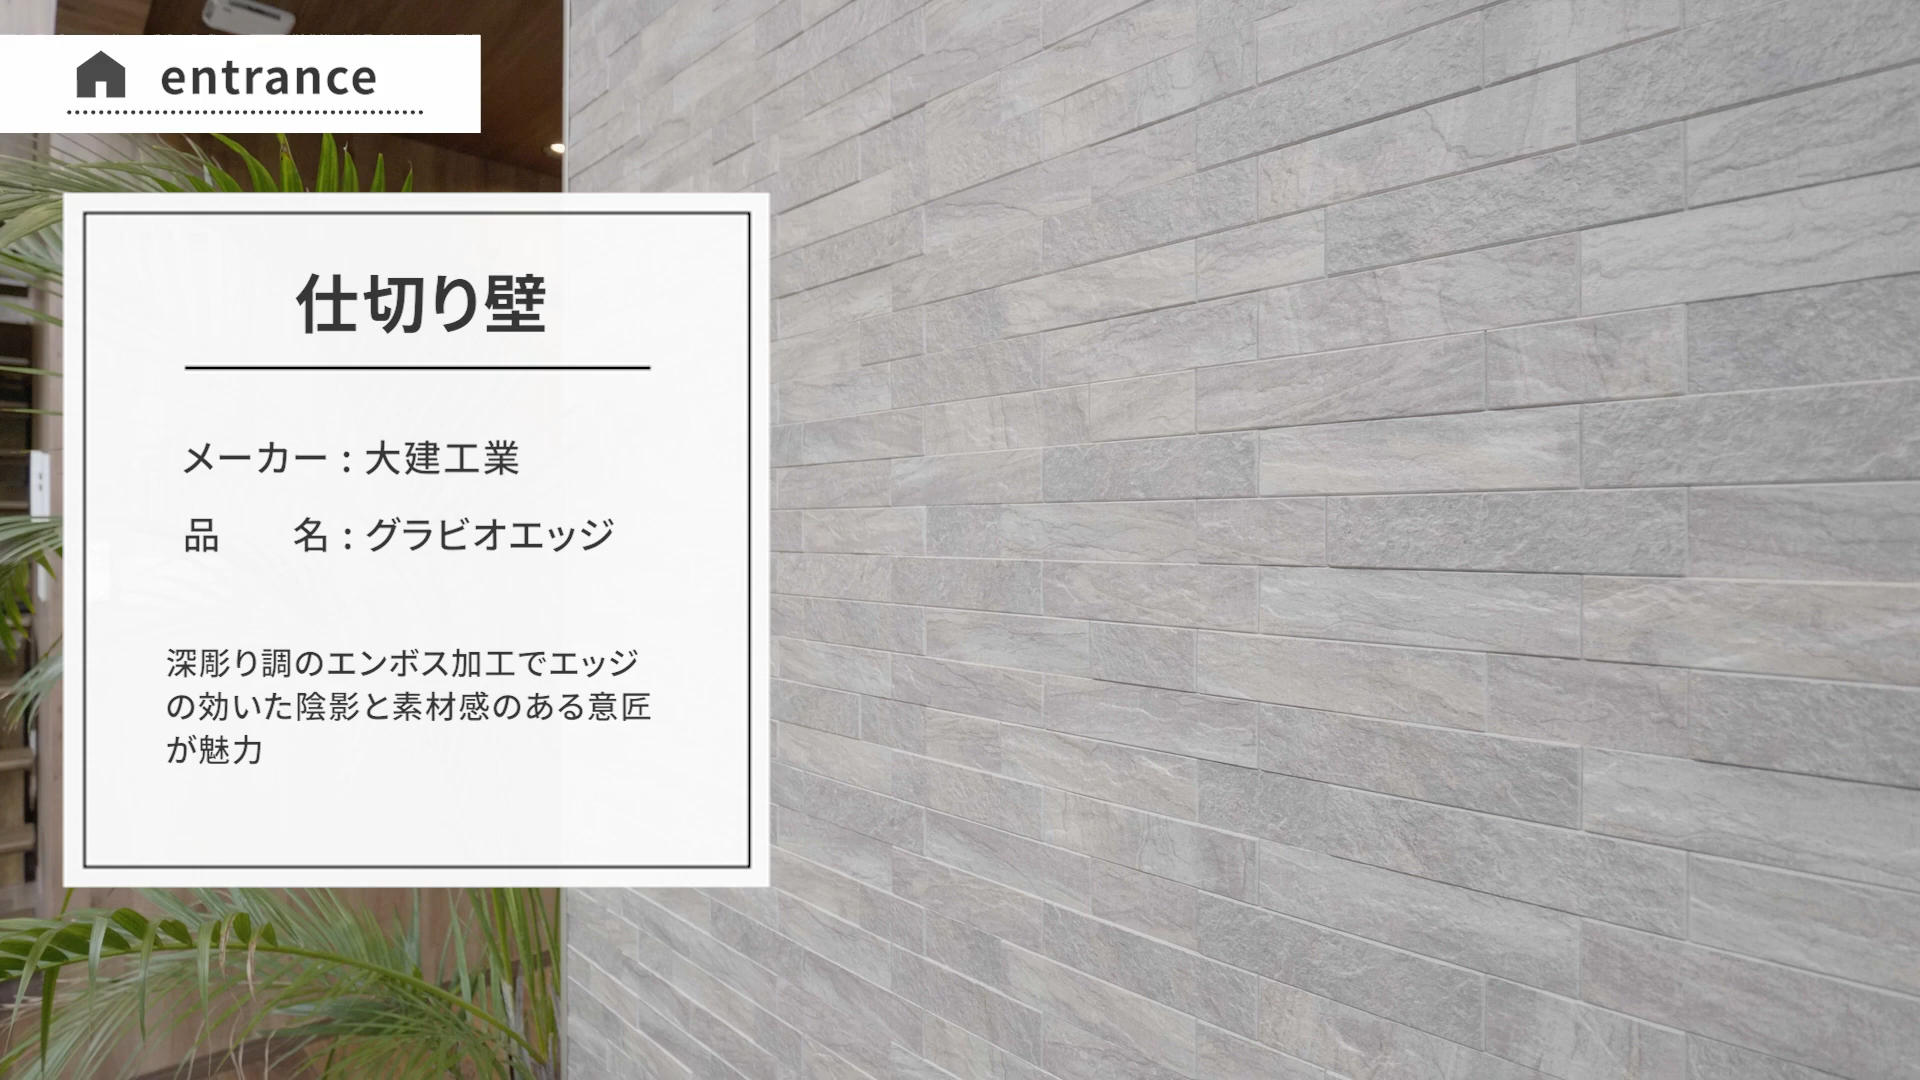 entrance
仕切り壁
メーカー：大建工業
品　　名：グラビオエッジ
深彫り調のエンボス加工でエッジ
の効いた陰影と素材感のある意匠
が魅力